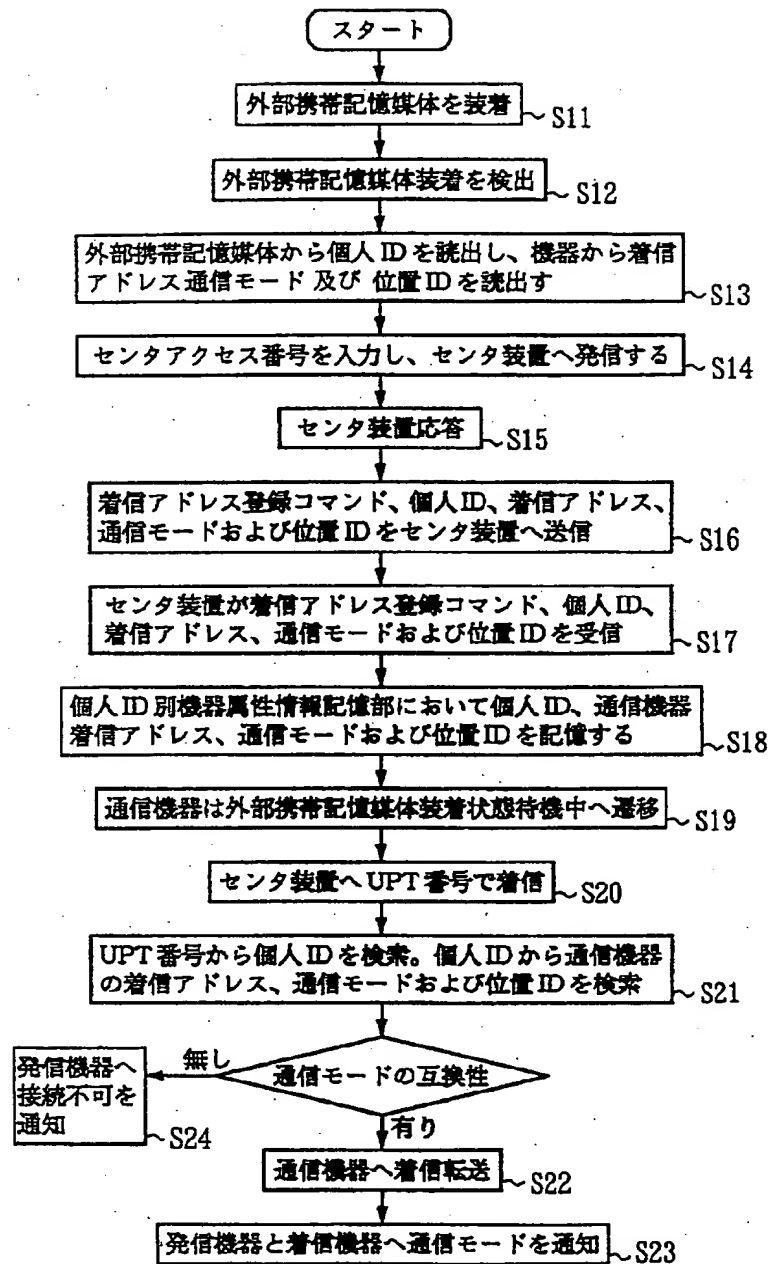 スタート
外部携帯記憶媒体を装着
S11
外部携帯記憶媒体装着を検出
S12
外部携帯記憶媒体から個人IDを読出し、機器から着信
アドレス通信モード 及び 位置IDを読出す
S13
センタアクセス番号を入力し、センタ装置へ発信する
S14
センタ装置応答
S15
着信アドレス登録コマンド、個人ID、着信アドレス、
通信モードおよび位置IDをセンタ装置へ送信
S16
センタ装置が着信アドレス登録コマンド、個人ID、
着信アドレス、通信モードおよび位置IDを受信
S17
個人ID別機器属性情報記憶部において個人ID、通信機器
着信アドレス、通信モードおよび位置IDを記憶する
S18
通信機器は外部携帯記憶媒体装着状態待機中へ遷移
S19
センタ装置へUPT番号で着信
S20
UPT番号から個人IDを検索。個人IDから通信機器
の着信アドレス、通信モードおよび位置IDを検索
S21
通信モードの互換性
無し
発信機器へ
接続不可を
通知
S24
有り
通信機器へ着信転送
S22
発信機器と着信機器へ通信モードを通知
S23